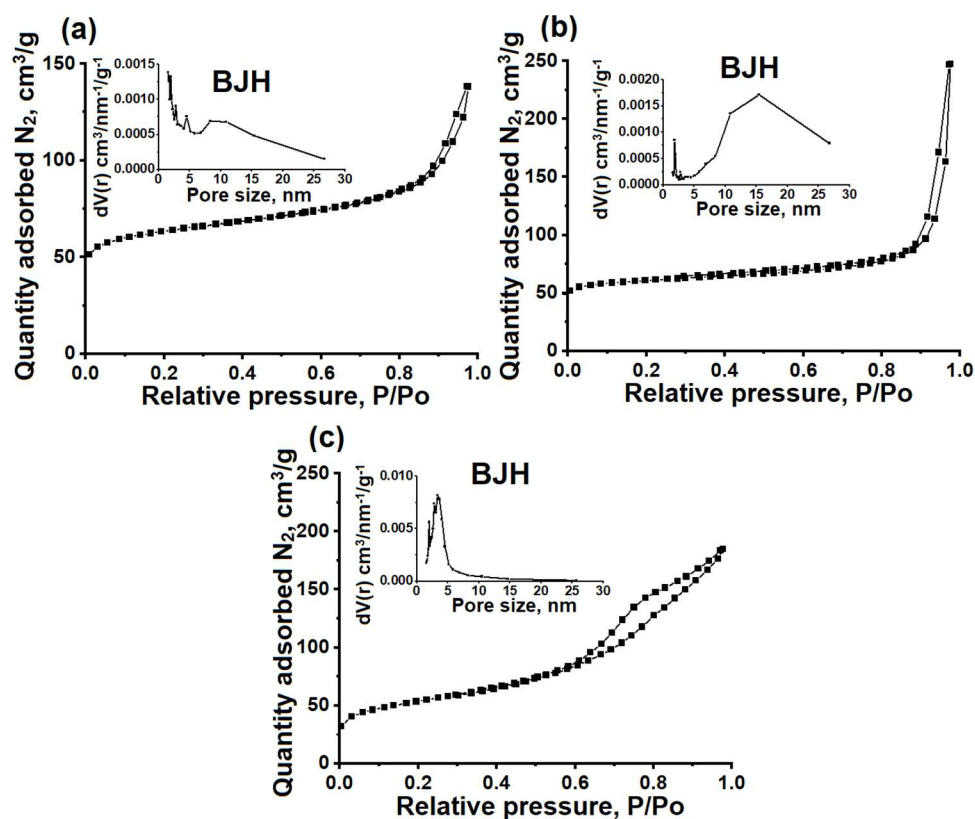 (a)
Quantity adsorbed N₂, cm³/g
150
100
50
0
0.0 0.2 0.4 0.6 0.8 1.0
Relative pressure, P/Po
BJH
dV(r) cm³/nm⁻¹/g⁻¹
0.0015
0.0010
0.0005
0.0000
0 5 10 15 20 25 30
Pore size, nm
(b)
Quantity adsorbed N₂, cm³/g
250
200
150
100
50
0
0.0 0.2 0.4 0.6 0.8 1.0
Relative pressure, P/Po
BJH
dV(r) cm³/nm⁻¹/g⁻¹
0.0020
0.0015
0.0010
0.0005
0.0000
0 5 10 15 20 25 30
Pore size, nm
(c)
Quantity adsorbed N₂, cm³/g
250
200
150
100
50
0
0.0 0.2 0.4 0.6 0.8 1.0
Relative pressure, P/Po
BJH
dV(r) cm³/nm⁻¹/g⁻¹
0.010
0.005
0.000
0 5 10 15 20 25 30
Pore size, nm